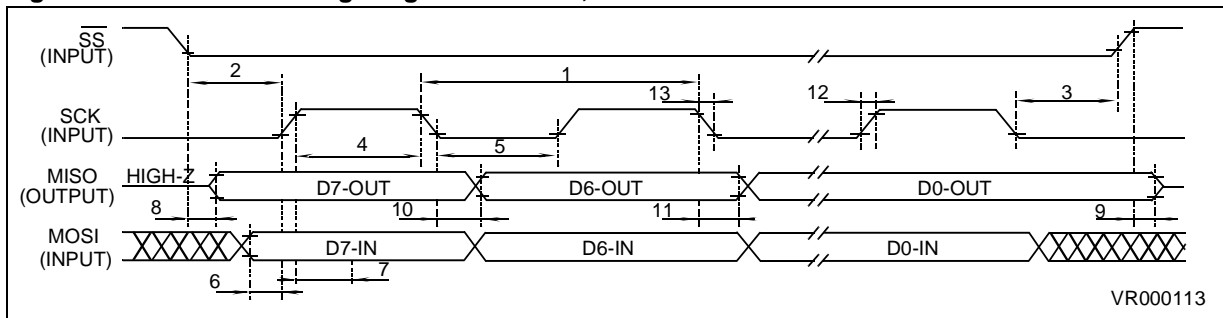 SS
(INPUT)
2
1
13
12
3
SCK
(INPUT)
4
5
MISO
(OUTPUT)
HIGH-Z
D7-OUT
D6-OUT
D0-OUT
8
10
11
9
MOSI
(INPUT)
D7-IN
D6-IN
D0-IN
6
7
VR000113